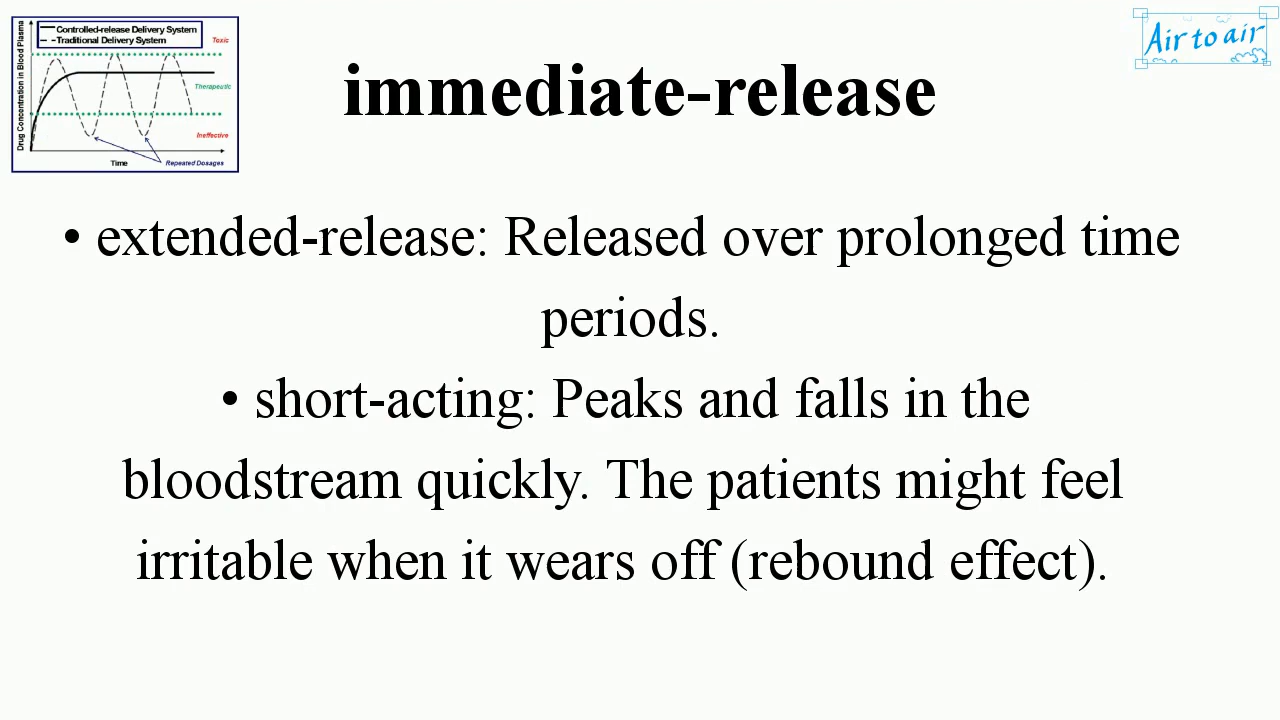 Controlled-release Delivery System
Traditional Delivery System
Toxic
Therapeutic
Ineffective
Drug Concentration in Blood Plasma
Time
Repeated Dosages
Air to air
immediate-release
• extended-release: Released over prolonged time
periods.
• short-acting: Peaks and falls in the
bloodstream quickly. The patients might feel
irritable when it wears off (rebound effect).